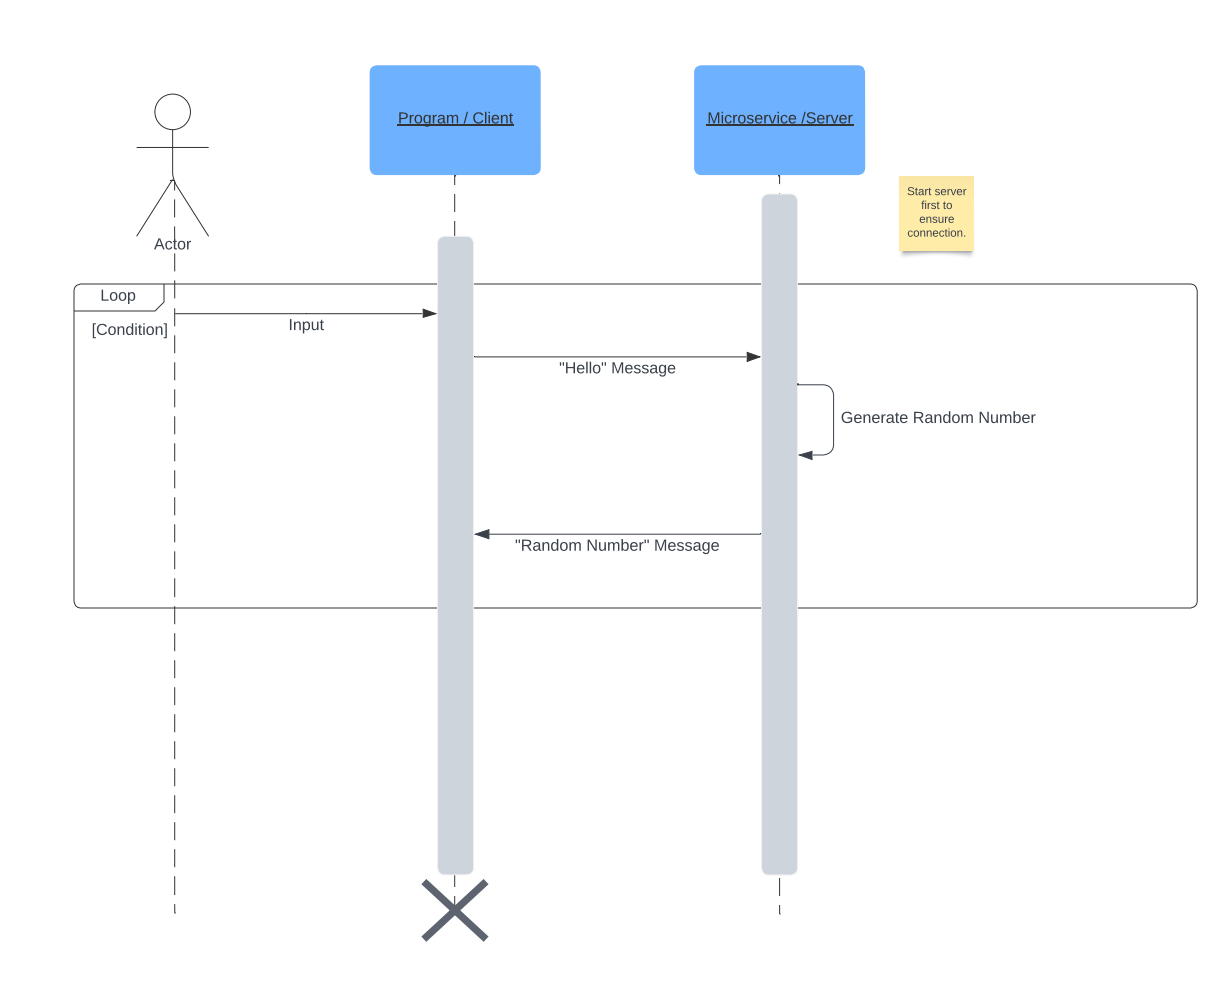 Program / Client
Microservice /Server
Start server
first to
ensure
connection.
Actor
Loop
[Condition]
Input
"Hello" Message
Generate Random Number
"Random Number" Message